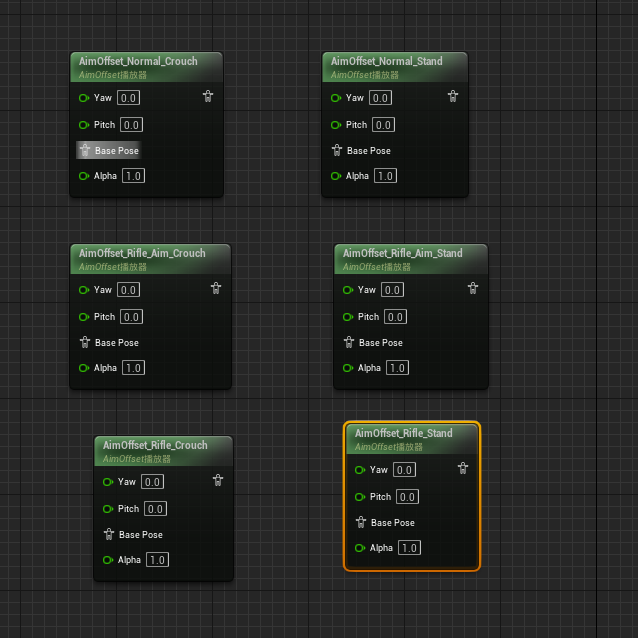 AimOffset_Normal_Crouch
AimOffset播放器
Yaw 0.0
Pitch 0.0
Base Pose
Alpha 1.0
AimOffset_Normal_Stand
AimOffset播放器
Yaw 0.0
Pitch 0.0
Base Pose
Alpha 1.0
AimOffset_Rifle_Aim_Crouch
AimOffset播放器
Yaw 0.0
Pitch 0.0
Base Pose
Alpha 1.0
AimOffset_Rifle_Aim_Stand
AimOffset播放器
Yaw 0.0
Pitch 0.0
Base Pose
Alpha 1.0
AimOffset_Rifle_Crouch
AimOffset播放器
Yaw 0.0
Pitch 0.0
Base Pose
Alpha 1.0
AimOffset_Rifle_Stand
AimOffset播放器
Yaw 0.0
Pitch 0.0
Base Pose
Alpha 1.0